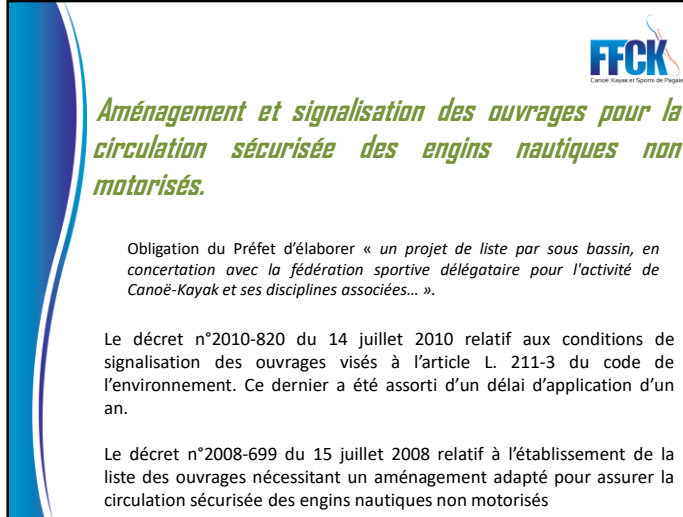 FFCK
Canoë Kayak et Sports de Pagaie
Aménagement et signalisation des ouvrages pour la
circulation sécurisée des engins nautiques non
motorisés.
Obligation du Préfet d’élaborer « un projet de liste par sous bassin, en
concertation avec la fédération sportive délégataire pour l'activité de
Canoë-Kayak et ses disciplines associées… ».
Le décret n°2010-820 du 14 juillet 2010 relatif aux conditions de
signalisation des ouvrages visés à l’article L. 211-3 du code de
l’environnement. Ce dernier a été assorti d’un délai d’application d’un
an.
Le décret n°2008-699 du 15 juillet 2008 relatif à l’établissement de la
liste des ouvrages nécessitant un aménagement adapté pour assurer la
circulation sécurisée des engins nautiques non motorisés